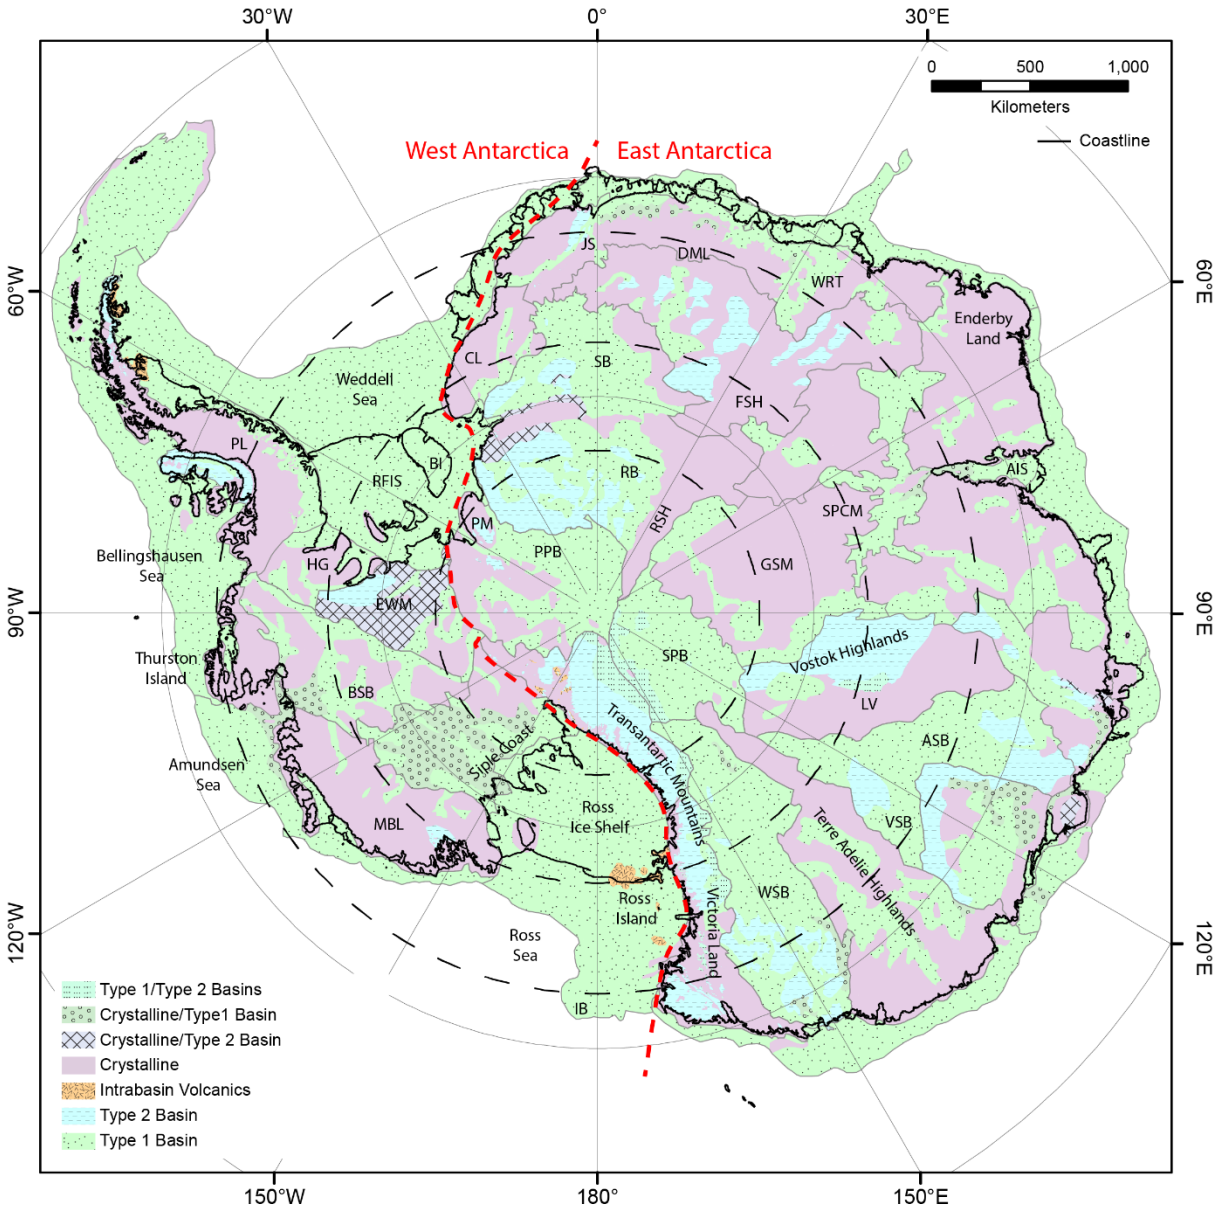 30°W
0°
30°E
0
500
1,000
Kilometers
Coastline
West Antarctica
East Antarctica
JS
DML
WRT
60°W
60°E
Enderby
Land
CL
SB
Weddell
Sea
FSH
PL
BI
RB
AIS
RFIS
SPCM
RSH
PM
PPB
Bellingshausen
Sea
HG
GSM
EWM
90°W
90°E
Vostok Highlands
SPB
Thurston
Island
BSB
LV
Transantartic Mountains
ASB
Siple Coast
Amundsen
Sea
Ross
Ice Shelf
MBL
VSB
Terre Adelie Highlands
WSB
Ross
Island
Victoria Land
120°W
120°E
Ross
Sea
IB
Type 1/Type 2 Basins
Crystalline/Type1 Basin
Crystalline/Type 2 Basin
Crystalline
Intrabasin Volcanics
Type 2 Basin
Type 1 Basin
150°W
180°
150°E